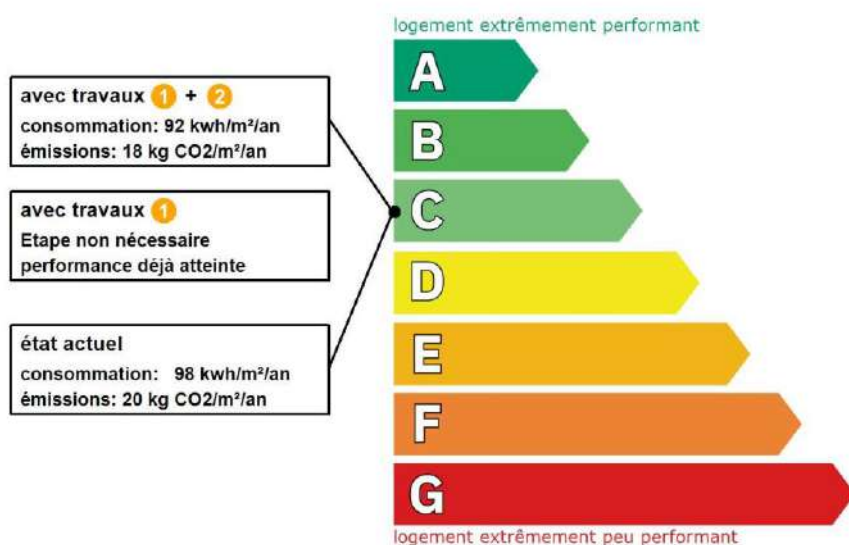 logement extrêmement performant
avec travaux 1 + 2
consommation: 92 kwh/m²/an
émissions: 18 kg CO2/m²/an
avec travaux 1
Etape non nécessaire
performance déjà atteinte
état actuel
consommation: 98 kwh/m²/an
émissions: 20 kg CO2/m²/an
A
B
C
D
E
F
G
logement extrêmement peu performant